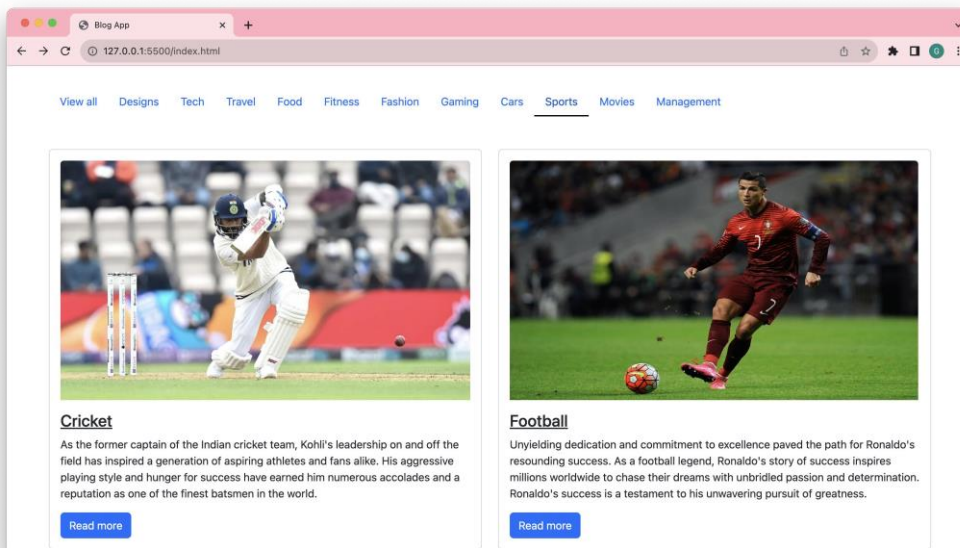 Blog App
127.0.0.1:5500/index.html
G
View all Designs Tech Travel Food Fitness Fashion Gaming Cars Sports Movies Management
7
7
Cricket
As the former captain of the Indian cricket team, Kohli's leadership on and off the
field has inspired a generation of aspiring athletes and fans alike. His aggressive
playing style and hunger for success have earned him numerous accolades and a
reputation as one of the finest batsmen in the world.
Read more
Football
Unyielding dedication and commitment to excellence paved the path for Ronaldo's
resounding success. As a football legend, Ronaldo's story of success inspires
millions worldwide to chase their dreams with unbridled passion and determination.
Ronaldo's success is a testament to his unwavering pursuit of greatness.
Read more